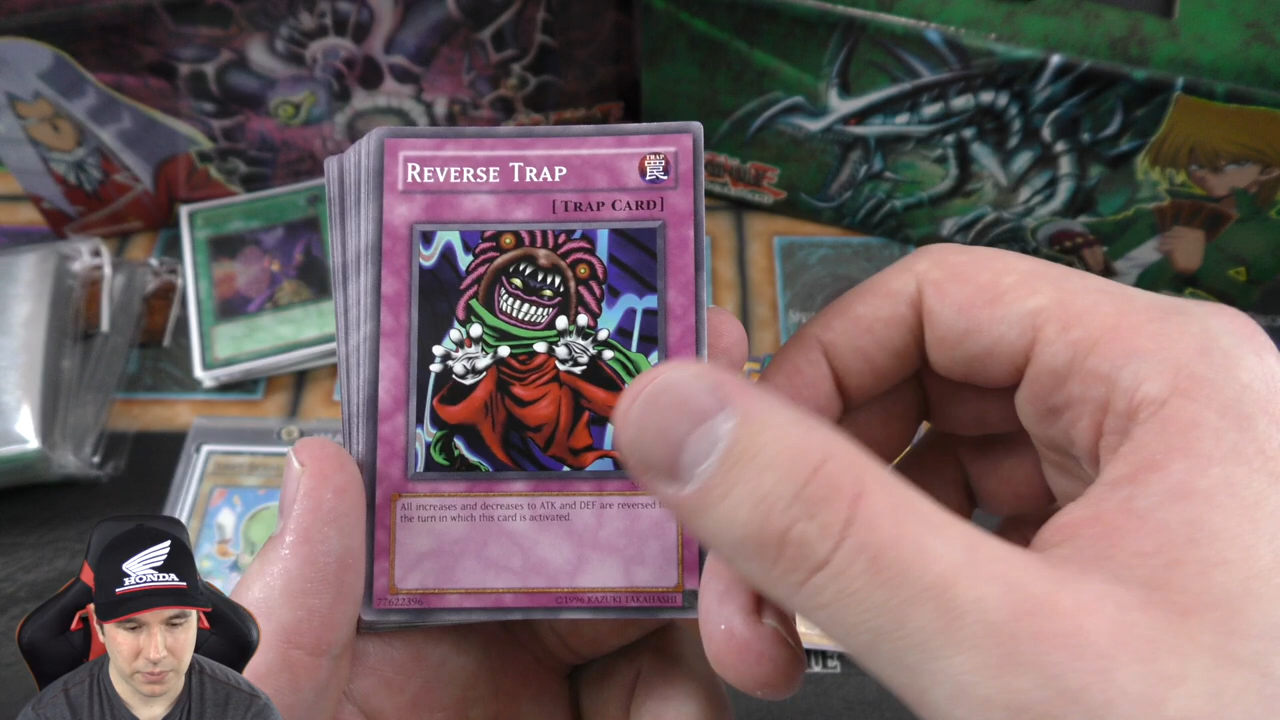 REVERSE TRAP
TRAP
罠
[TRAP CARD]
All increases and decreases to ATK and DEF are reversed
the turn in which this card is activated.
77622396
©1996 KAZUKI TAKAHASHI
HONDA